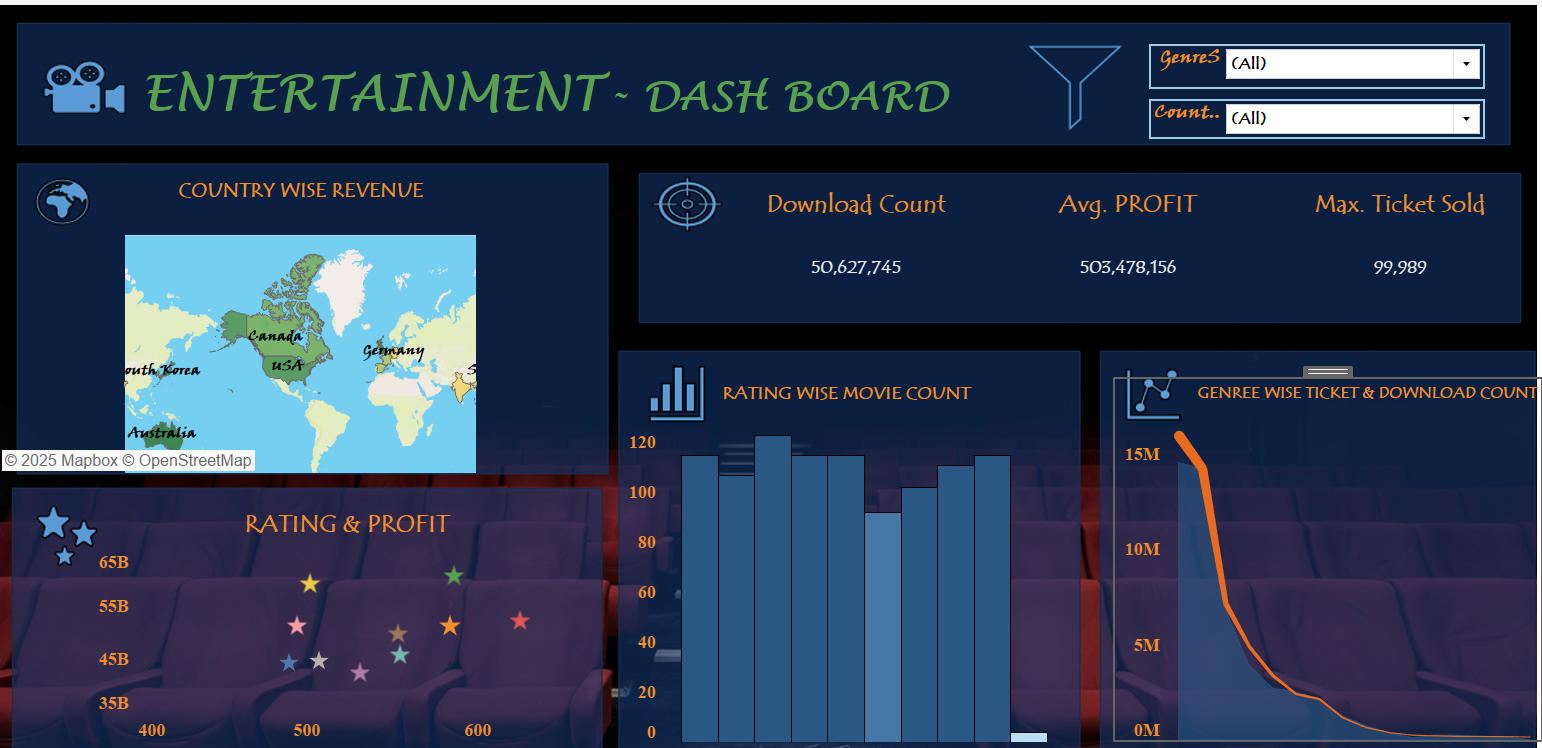 ENTERTAINMENT - DASH BOARD
GenreS (All)
Count.. (All)
COUNTRY WISE REVENUE
Canada
Germany
USA
outh Korea
S
Australia
© 2025 Mapbox © OpenStreetMap
Download Count Avg. PROFIT Max. Ticket Sold
50,627,745 503,478,156 99,989
RATING & PROFIT
65B
55B
45B
35B
400 500 600
RATING WISE MOVIE COUNT
120
100
80
60
40
20
0
GENREE WISE TICKET & DOWNLOAD COUNT
15M
10M
5M
0M